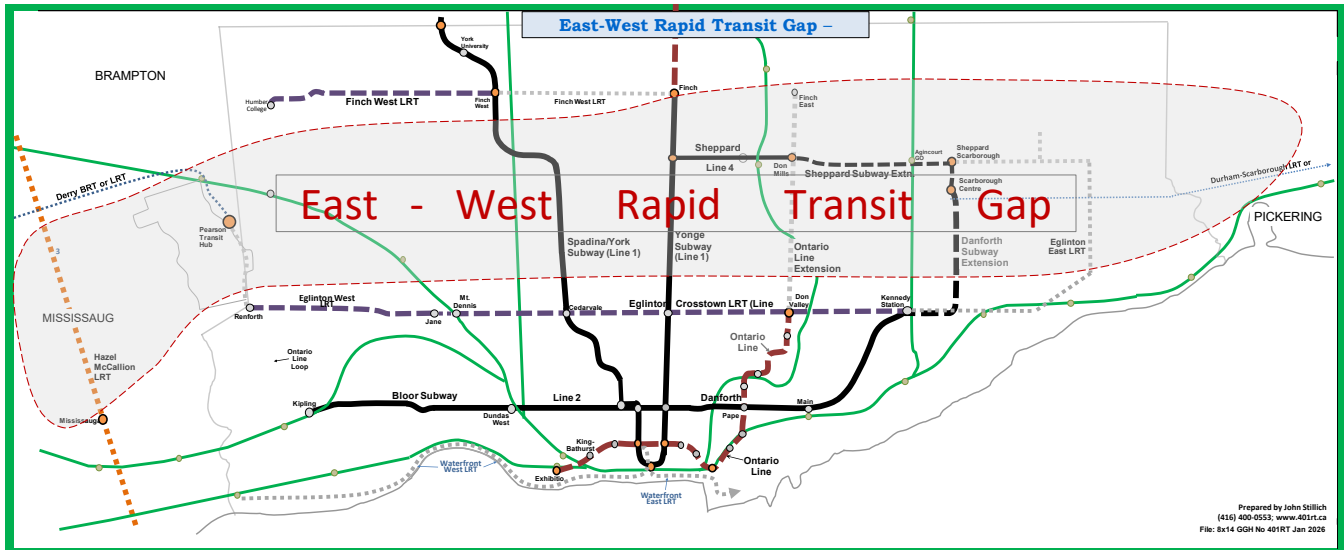 East-West Rapid Transit Gap –
BRAMPTON
York
University
Humber
College
Finch West LRT
Finch
West
Finch West LRT
Finch
Finch
East
Sheppard
Line 4
Don
Mills
Sheppard Subway Extn.
Agincourt
GO
Sheppard
Scarborough
Scarborough
Centre
Durham-Scarborough LRT or
Derry BRT or LRT
East - West Rapid Transit Gap
PICKERING
Pearson
Transit
Hub
3
Spadina/York
Subway (Line 1)
Yonge
Subway
(Line 1)
Ontario
Line
Extension
Danforth
Subway
Extension
Eglinton
East LRT
MISSISSAUG
Renforth
Eglinton West
LRT
Jane
Mt.
Dennis
Cedarvale
Eglinton
Crosstown LRT (Line
Don
Valley
Kennedy
Station
Hazel
McCallion
LRT
Ontario
Line
Loop
Ontario
Line
Mississauga
Kipling
Bloor Subway
Dundas
West
Line 2
Danforth
Pape
Main
King-
Bathurst
Exhibitio
Ontario
Line
Waterfront
West LRT
Waterfront
East LRT
Prepared by John Stillich
(416) 400-0553; www.401rt.ca
File: 8x14 GGH No 401RT Jan 2026